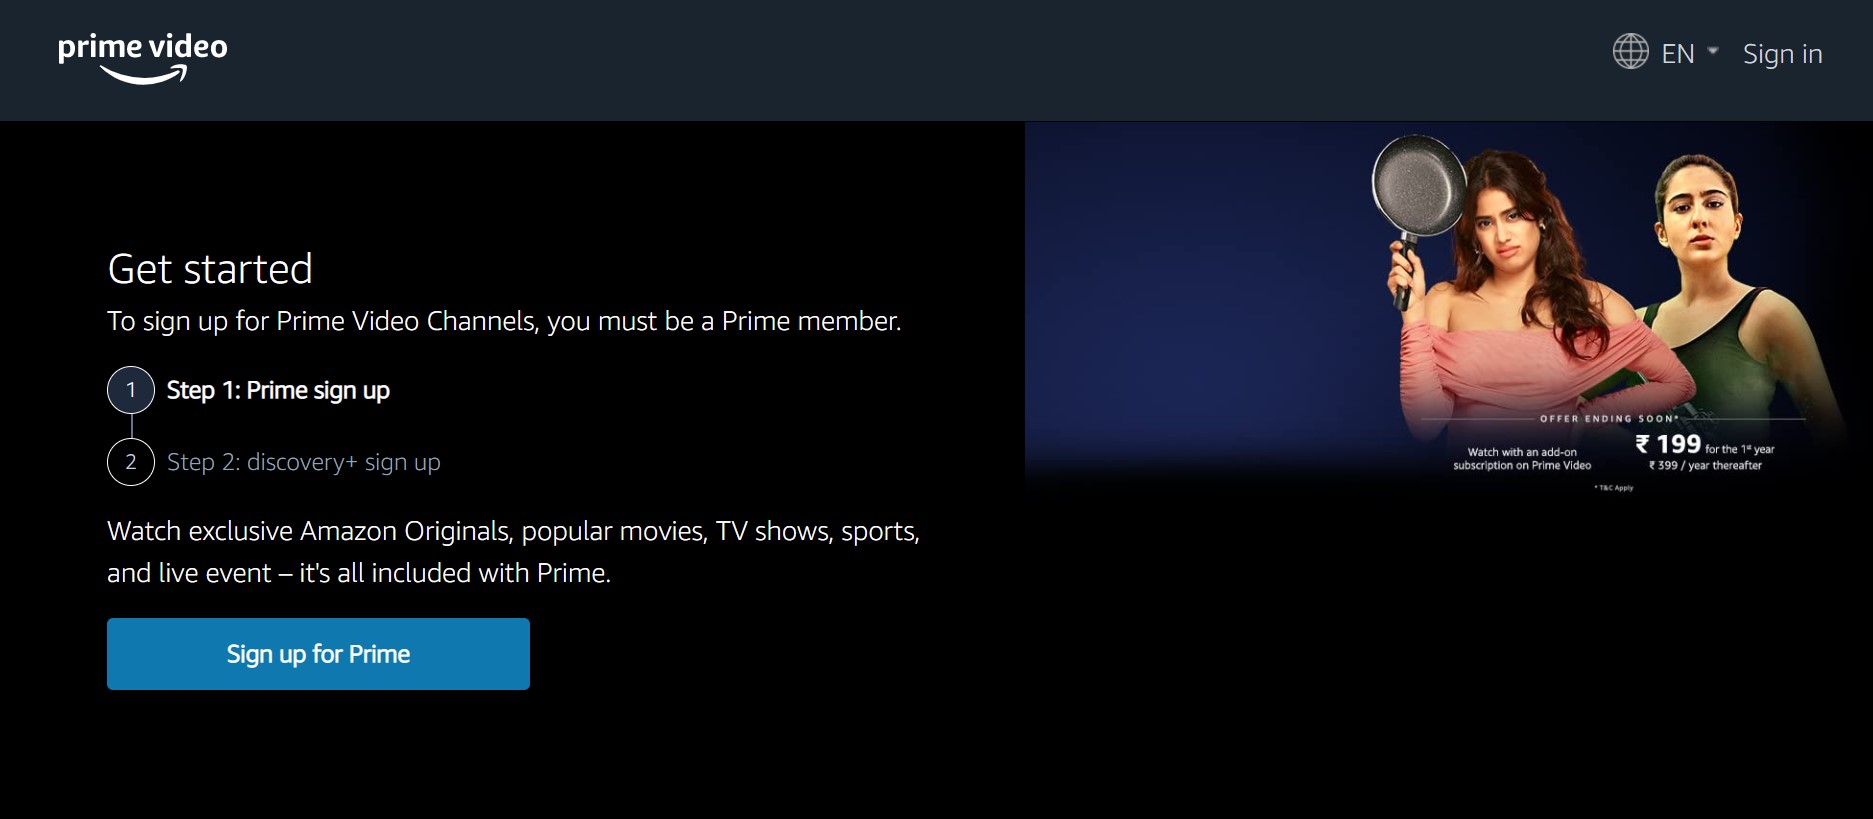 prime video
EN
Sign in
Get started
To sign up for Prime Video Channels, you must be a Prime member.
1 Step 1: Prime sign up
2 Step 2: discovery+ sign up
Watch exclusive Amazon Originals, popular movies, TV shows, sports,
and live event – it's all included with Prime.
Sign up for Prime
OFFER ENDING SOON*
Watch with an add-on
subscription on Prime Video
₹ 199 for the 1st year
₹ 399 / year thereafter
* T&C Apply